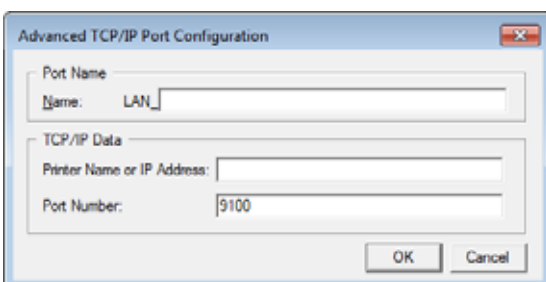 Advanced TCP/IP Port Configuration
Port Name
Name: LAN_
TCP/IP Data
Printer Name or IP Address:
Port Number: 9100
OK Cancel